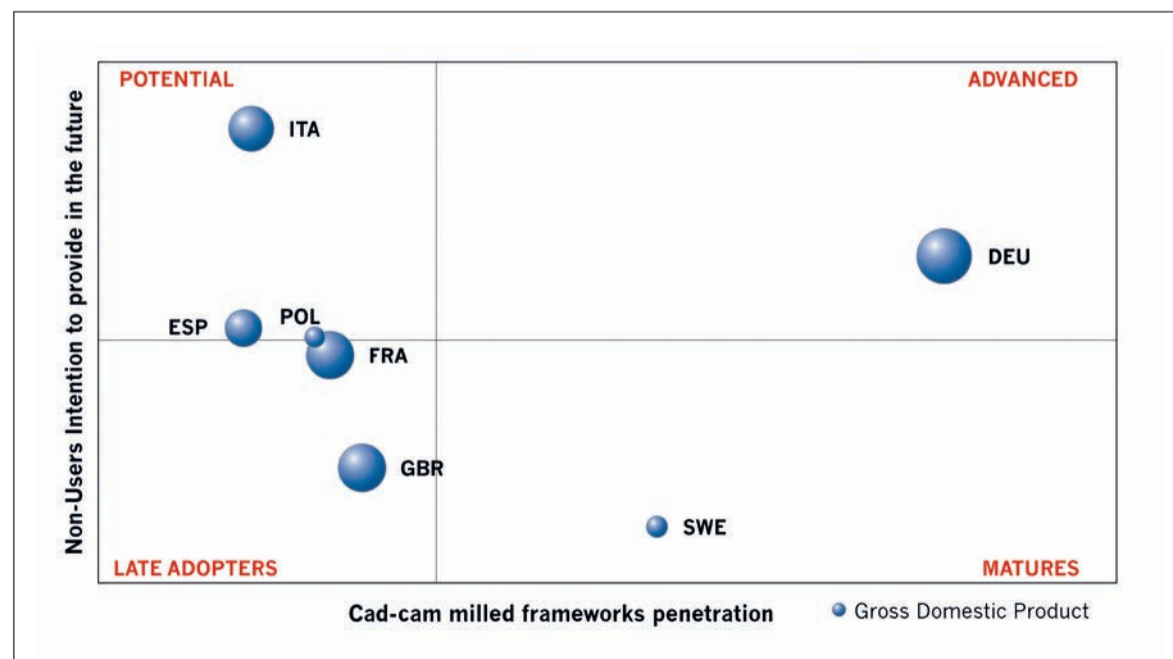 POTENTIAL
ADVANCED
ITA
DEU
POL
ESP
FRA
GBR
SWE
LATE ADOPTERS
MATURES
Non-Users Intention to provide in the future
Cad-cam milled frameworks penetration
Gross Domestic Product